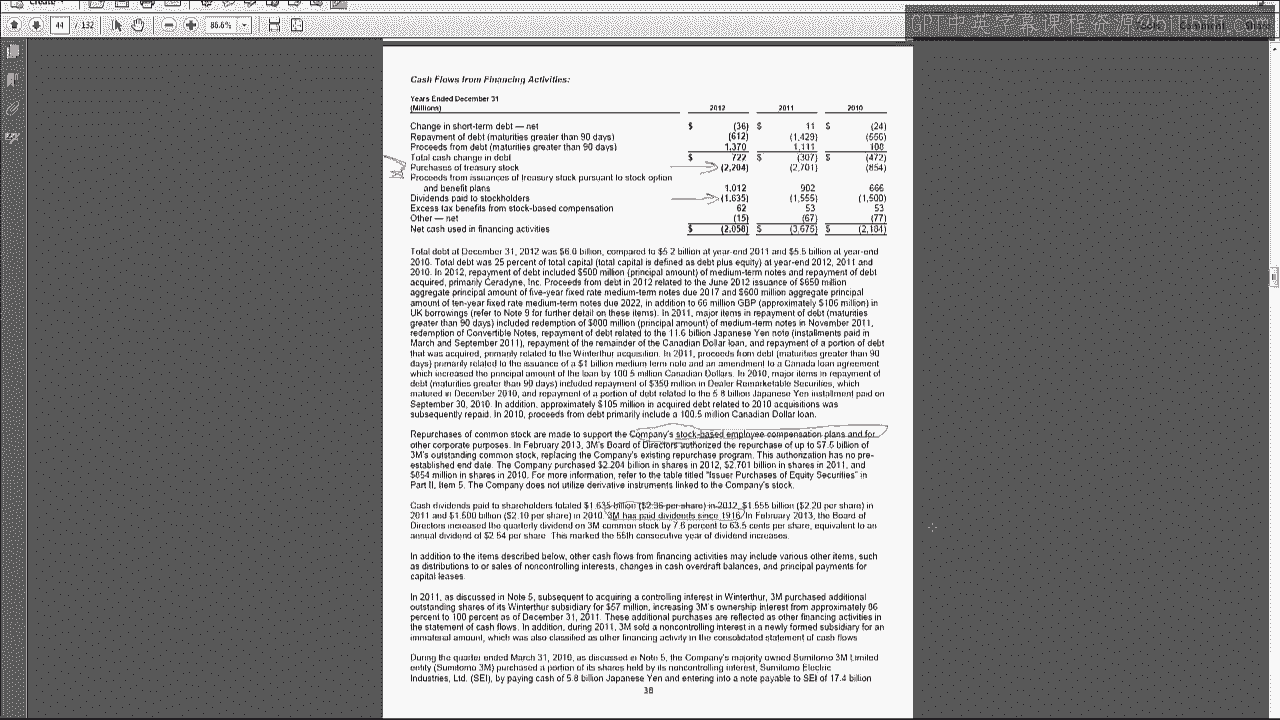 44 / 132
86.6%
中英字幕课程资源
Cash Flows from Financing Activities:
Years Ended December 31
(Millions) 2012 2011 2010
Change in short-term debt — net $ (36) $ 11 $ (24)
Repayment of debt (maturities greater than 90 days) (612) (1,429) (556)
Proceeds from debt (maturities greater than 90 days) 1,370 1,111 108
Total cash change in debt $ 722 $ (307) $ (472)
Purchases of treasury stock (2,204) (2,701) (854)
Proceeds from issuances of treasury stock pursuant to stock option
and benefit plans 1,012 902 666
Dividends paid to stockholders (1,635) (1,555) (1,500)
Excess tax benefits from stock-based compensation 62 53 53
Other — net (15) (67) (77)
Net cash used in financing activities $ (2,058) $ (3,675) $ (2,184)
Total debt at December 31, 2012 was $6.0 billion, compared to $5.2 billion at year-end 2011 and $5.5 billion at year-end
2010. Total debt was 25 percent of total capital (total capital is defined as debt plus equity) at year-end 2012, 2011 and
2010. In 2012, repayment of debt included $500 million (principal amount) of medium-term notes and repayment of debt
acquired, primarily Ceradyne, Inc. Proceeds from debt in 2012 related to the June 2012 issuance of $650 million
aggregate principal amount of five-year fixed rate medium-term notes due 2017 and $600 million aggregate principal
amount of ten-year fixed rate medium-term notes due 2022, in addition to 66 million GBP (approximately $106 million) in
UK borrowings (refer to Note 9 for further detail on these items). In 2011, major items in repayment of debt (maturities
greater than 90 days) included redemption of $800 million (principal amount) of medium-term notes in November 2011,
redemption of Convertible Notes, repayment of debt related to the 11.6 billion Japanese Yen note (installments paid in
March and September 2011), repayment of the remainder of the Canadian Dollar loan, and repayment of a portion of debt
that was acquired, primarily related to the Winterthur acquisition. In 2011, proceeds from debt (maturities greater than 90
days) primarily related to the issuance of a $1 billion medium term note and an amendment to a Canada loan agreement
which increased the principal amount of the loan by 100.5 million Canadian Dollars. In 2010, major items in repayment of
debt (maturities greater than 90 days) included repayment of $350 million in Dealer Remarketable Securities, which
matured in December 2010, and repayment of a portion of debt related to the 5.8 billion Japanese Yen installment paid on
September 30, 2010. In addition, approximately $105 million in acquired debt related to 2010 acquisitions was
subsequently repaid. In 2010, proceeds from debt primarily include a 100.5 million Canadian Dollar loan.
Repurchases of common stock are made to support the Company's stock-based employee compensation plans and for
other corporate purposes. In February 2013, 3M's Board of Directors authorized the repurchase of up to $7.5 billion of
3M's outstanding common stock, replacing the Company's existing repurchase program. This authorization has no pre-
established end date. The Company purchased $2.204 billion in shares in 2012, $2.701 billion in shares in 2011, and
$854 million in shares in 2010. For more information, refer to the table titled "Issuer Purchases of Equity Securities" in
Part II, Item 5. The Company does not utilize derivative instruments linked to the Company's stock.
Cash dividends paid to shareholders totaled $1.635 billion ($2.36 per share) in 2012, $1.555 billion ($2.20 per share) in
2011 and $1.500 billion ($2.10 per share) in 2010. 3M has paid dividends since 1916. In February 2013, the Board of
Directors increased the quarterly dividend on 3M common stock by 7.6 percent to 63.5 cents per share, equivalent to an
annual dividend of $2.54 per share. This marked the 55th consecutive year of dividend increases.
In addition to the items described below, other cash flows from financing activities may include various other items, such
as distributions to or sales of noncontrolling interests, changes in cash overdraft balances, and principal payments for
capital leases.
In 2011, as discussed in Note 5, subsequent to acquiring a controlling interest in Winterthur, 3M purchased additional
outstanding shares of its Winterthur subsidiary for $57 million, increasing 3M's ownership interest from approximately 86
percent to 100 percent as of December 31, 2011. These additional purchases are reflected as other financing activities in
the statement of cash flows. In addition, during 2011, 3M sold a noncontrolling interest in a newly formed subsidiary for an
immaterial amount, which was also classified as other financing activity in the consolidated statement of cash flows
During the quarter ended March 31, 2010, as discussed in Note 5, the Company's majority owned Sumitomo 3M Limited
entity (Sumitomo 3M) purchased a portion of its shares held by its noncontrolling interest, Sumitomo Electric
Industries, Ltd. (SEI), by paying cash of 5.8 billion Japanese Yen and entering into a note payable to SEI of 17.4 billion
38